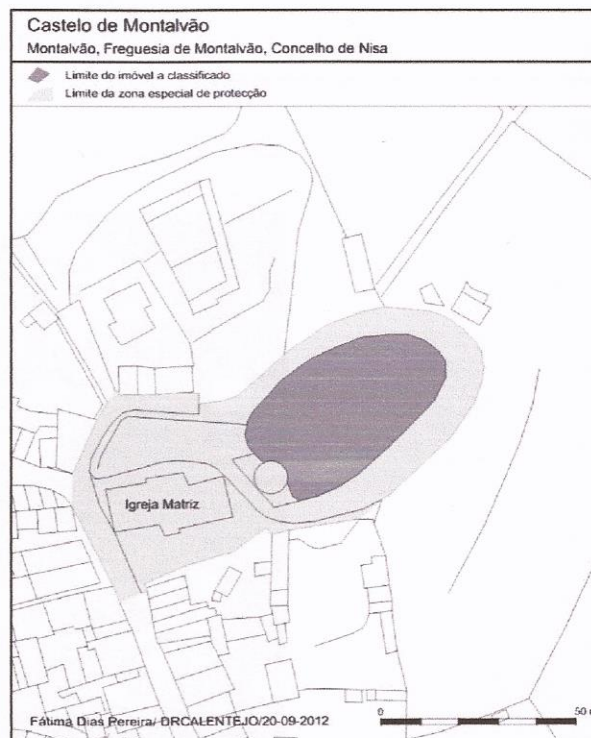 Castelo de Montalvão
Montalvão, Freguesia de Montalvão, Concelho de Nisa
Limite do imóvel a classificado
Limite da zona especial de protecção
Igreja Matriz
Fátima Dias Pereira/ DRCALENTEJO/20-09-2012
0 50 m